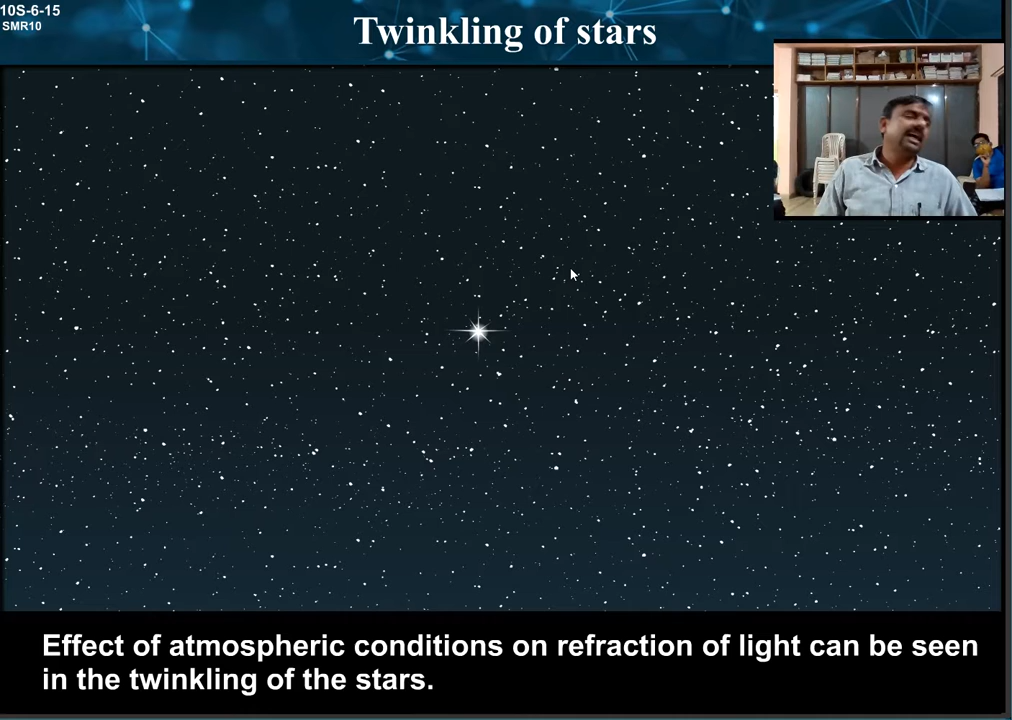 10S-6-15
SMR10
Twinkling of stars
Effect of atmospheric conditions on refraction of light can be seen
in the twinkling of the stars.